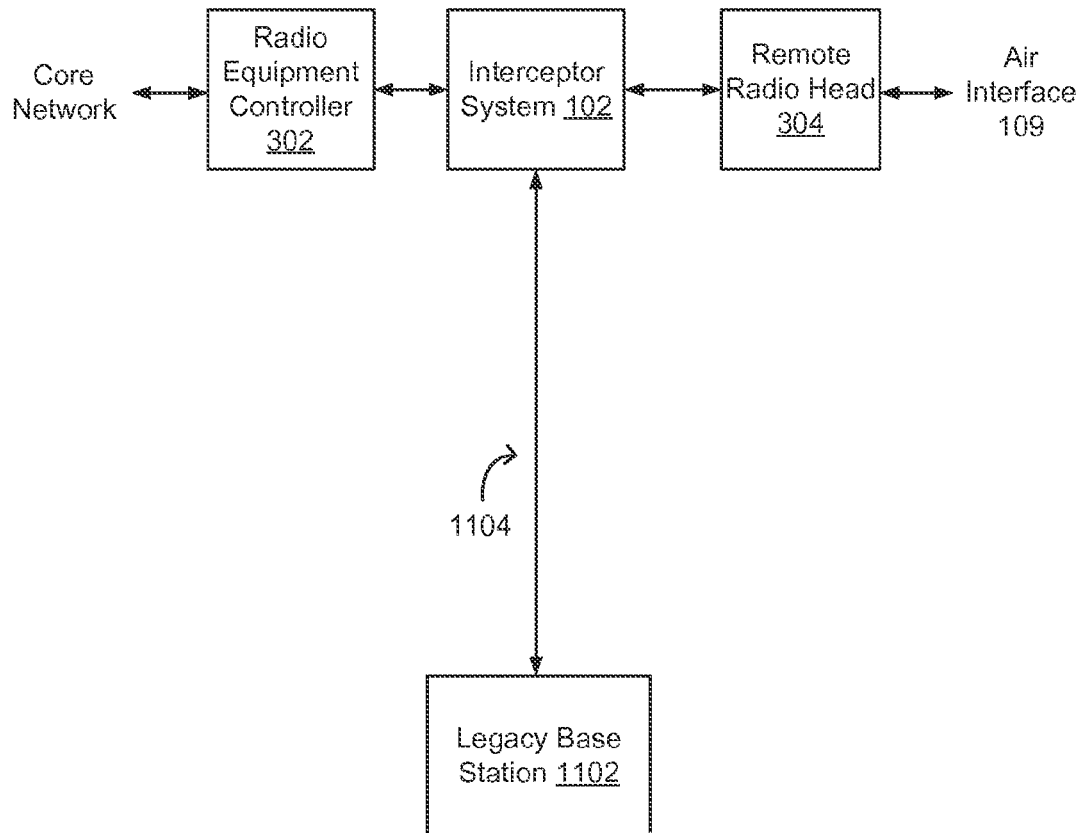 Core
Network
Radio
Equipment
Controller
302
Interceptor
System 102
Remote
Radio Head
304
Air
Interface
109
1104
Legacy Base
Station 1102